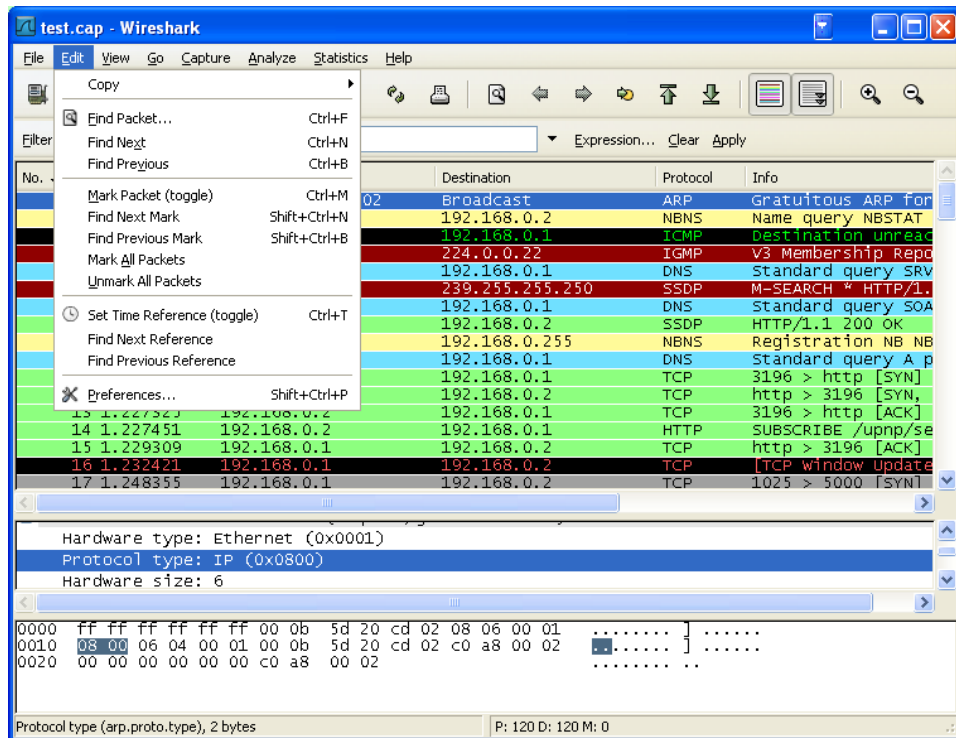 test.cap - Wireshark
File Edit View Go Capture Analyze Statistics Help
Copy
Find Packet... Ctrl+F
Find Next Ctrl+N
Find Previous Ctrl+B
Mark Packet (toggle) Ctrl+M
Find Next Mark Shift+Ctrl+N
Find Previous Mark Shift+Ctrl+B
Mark All Packets
Unmark All Packets
Set Time Reference (toggle) Ctrl+T
Find Next Reference
Find Previous Reference
Preferences... Shift+Ctrl+P
Filter Expression... Clear Apply
No. Destination Protocol Info
02 Broadcast ARP Gratuitous ARP for
192.168.0.2 NBNS Name query NBSTAT
192.168.0.1 ICMP Destination unreac
224.0.0.22 IGMP V3 Membership Repo
192.168.0.1 DNS Standard query SRV
239.255.255.250 SSDP M-SEARCH * HTTP/1.
192.168.0.1 DNS Standard query SOA
192.168.0.2 SSDP HTTP/1.1 200 OK
192.168.0.255 NBNS Registration NB NB
192.168.0.1 DNS Standard query A p
192.168.0.1 TCP 3196 > http [SYN]
192.168.0.2 TCP http > 3196 [SYN,
13 1.227325 192.168.0.2 192.168.0.1 TCP 3196 > http [ACK]
14 1.227451 192.168.0.2 192.168.0.1 HTTP SUBSCRIBE /upnp/se
15 1.229309 192.168.0.1 192.168.0.2 TCP http > 3196 [ACK]
16 1.232421 192.168.0.1 192.168.0.2 TCP [TCP Window Update
17 1.248355 192.168.0.1 192.168.0.2 TCP 1025 > 5000 [SYN]
Hardware type: Ethernet (0x0001)
Protocol type: IP (0x0800)
Hardware size: 6
0000 ff ff ff ff ff ff 00 0b 5d 20 cd 02 08 06 00 01 ........ ] ......
0010 08 00 06 04 00 01 00 0b 5d 20 cd 02 c0 a8 00 02 ........ ] ......
0020 00 00 00 00 00 00 c0 a8 00 02 ........ ..
Protocol type (arp.proto.type), 2 bytes P: 120 D: 120 M: 0